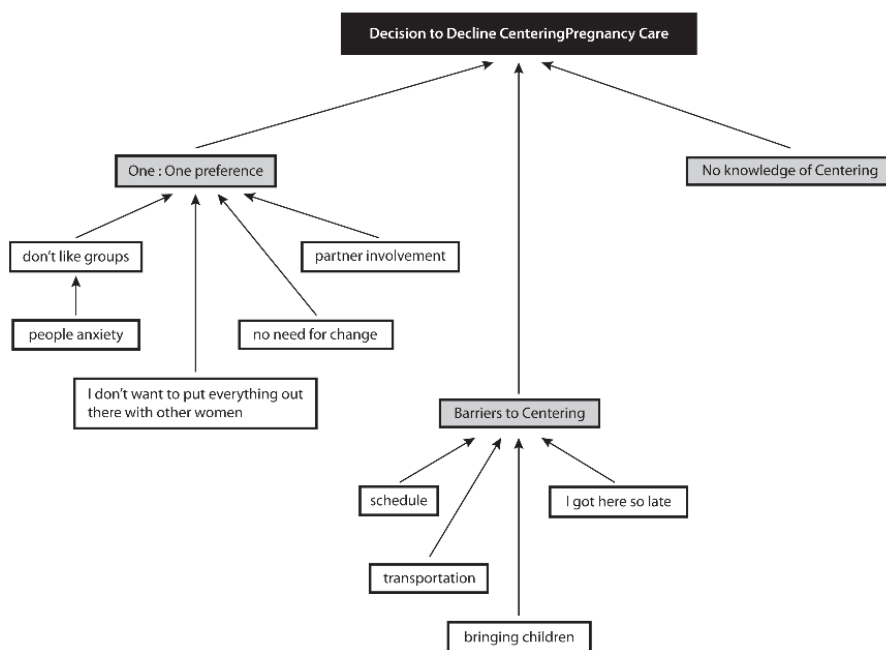 Decision to Decline CenteringPregnancy Care
One : One preference
No knowledge of Centering
don't like groups
partner involvement
people anxiety
no need for change
I don't want to put everything out
there with other women
Barriers to Centering
schedule
I got here so late
transportation
bringing children